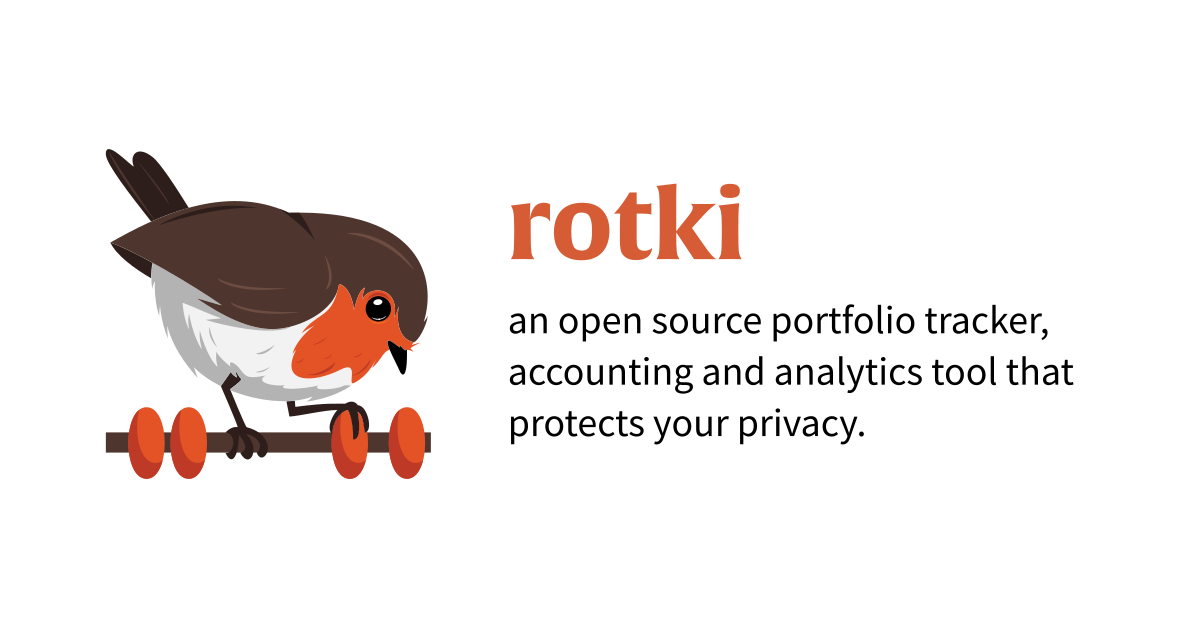 rotki
an open source portfolio tracker,
accounting and analytics tool that
protects your privacy.